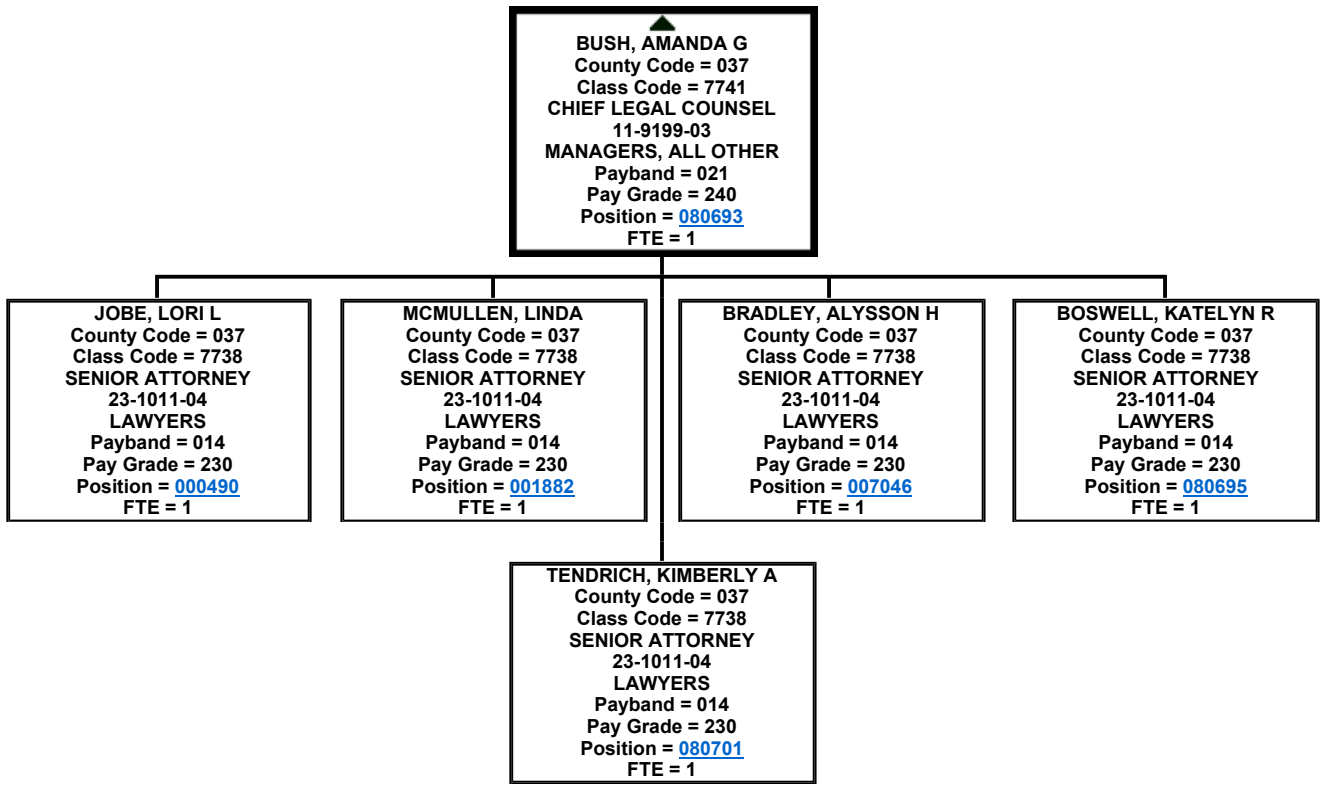 BUSH, AMANDA G
County Code = 037
Class Code = 7741
CHIEF LEGAL COUNSEL
11-9199-03
MANAGERS, ALL OTHER
Payband = 021
Pay Grade = 240
Position = 080693
FTE = 1
JOBE, LORI L
County Code = 037
Class Code = 7738
SENIOR ATTORNEY
23-1011-04
LAWYERS
Payband = 014
Pay Grade = 230
Position = 000490
FTE = 1
MCMULLEN, LINDA
County Code = 037
Class Code = 7738
SENIOR ATTORNEY
23-1011-04
LAWYERS
Payband = 014
Pay Grade = 230
Position = 001882
FTE = 1
BRADLEY, ALYSSON H
County Code = 037
Class Code = 7738
SENIOR ATTORNEY
23-1011-04
LAWYERS
Payband = 014
Pay Grade = 230
Position = 007046
FTE = 1
BOSWELL, KATELYN R
County Code = 037
Class Code = 7738
SENIOR ATTORNEY
23-1011-04
LAWYERS
Payband = 014
Pay Grade = 230
Position = 080695
FTE = 1
TENDRICH, KIMBERLY A
County Code = 037
Class Code = 7738
SENIOR ATTORNEY
23-1011-04
LAWYERS
Payband = 014
Pay Grade = 230
Position = 080701
FTE = 1